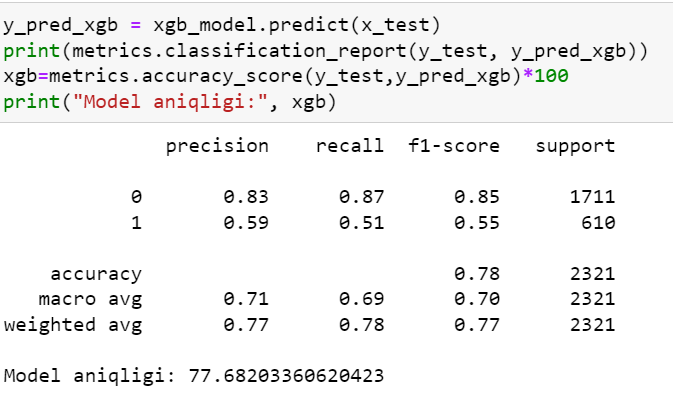 y_pred_xgb = xgb_model.predict(x_test)
print(metrics.classification_report(y_test, y_pred_xgb))
xgb=metrics.accuracy_score(y_test,y_pred_xgb)*100
print("Model aniqligi:", xgb)
precision recall f1-score support
0 0.83 0.87 0.85 1711
1 0.59 0.51 0.55 610
accuracy 0.78 2321
macro avg 0.71 0.69 0.70 2321
weighted avg 0.77 0.78 0.77 2321
Model aniqligi: 77.68203360620423